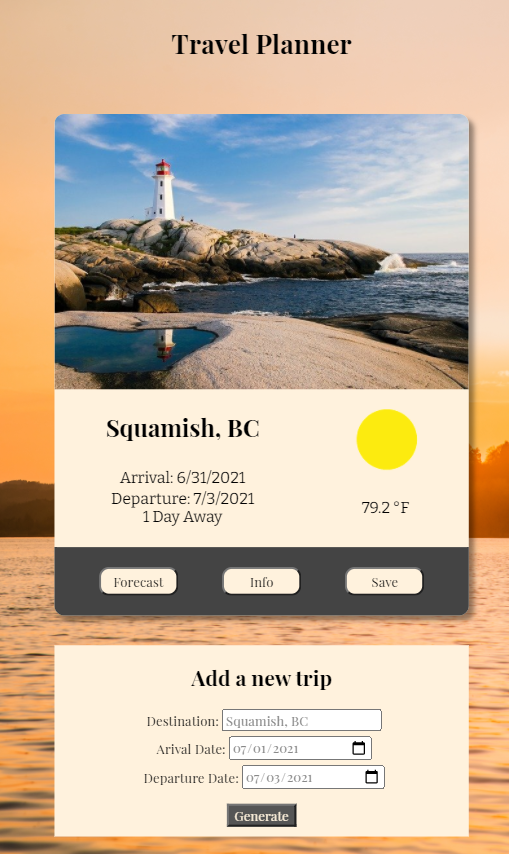 Travel Planner
Squamish, BC
Arrival: 6/31/2021
Departure: 7/3/2021
1 Day Away
79.2 °F
Forecast
Info
Save
Add a new trip
Destination: Squamish, BC
Arival Date: 07/01/2021
Departure Date: 07/03/2021
Generate